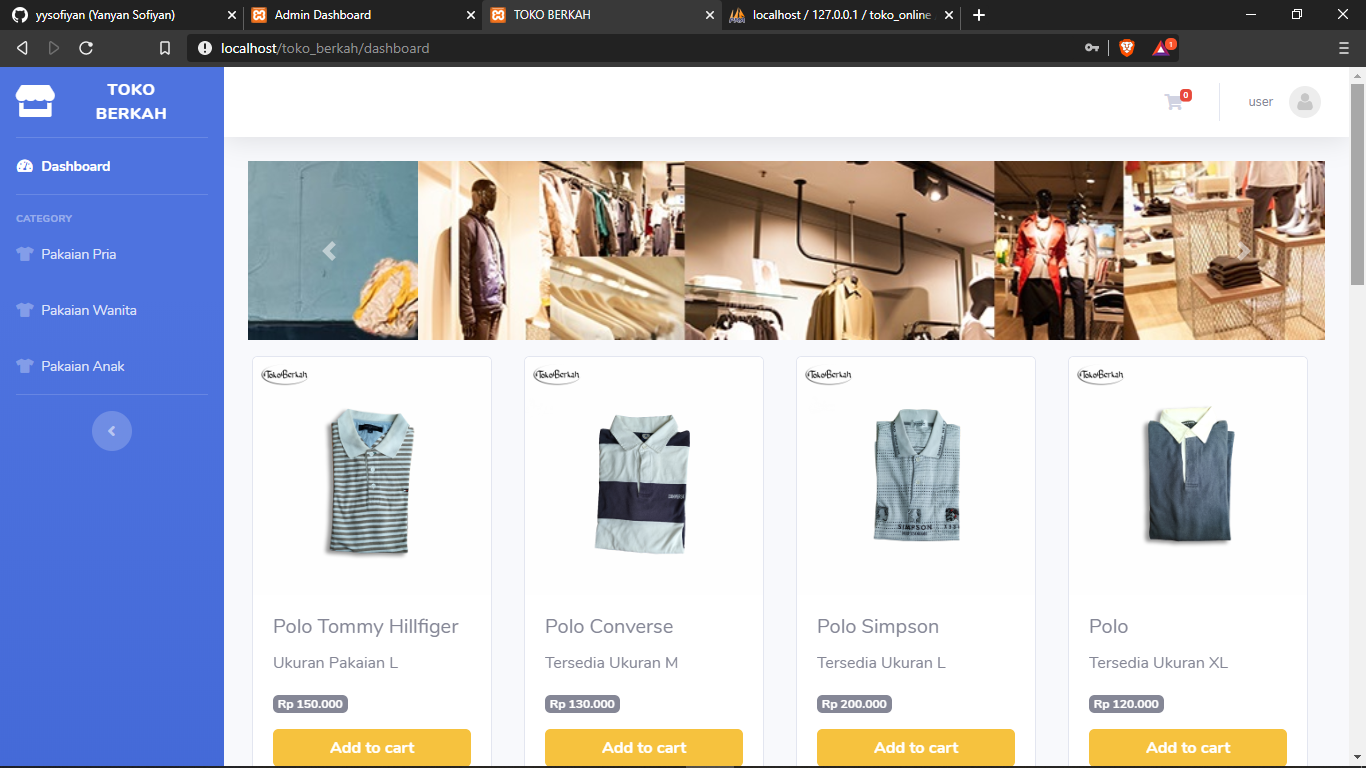 yysofiyan (Yanyan Sofiyan)
Admin Dashboard
TOKO BERKAH
localhost / 127.0.0.1 / toko_online
localhost/toko_berkah/dashboard
1
TOKO
BERKAH
0
user
Dashboard
CATEGORY
Pakaian Pria
Pakaian Wanita
Pakaian Anak
TokoBerkah
TokoBerkah
TokoBerkah
TokoBerkah
SIMPSON
Polo Tommy Hillfiger
Polo Converse
Polo Simpson
Polo
Ukuran Pakaian L
Tersedia Ukuran M
Tersedia Ukuran L
Tersedia Ukuran XL
Rp 150.000
Rp 130.000
Rp 200.000
Rp 120.000
Add to cart
Add to cart
Add to cart
Add to cart